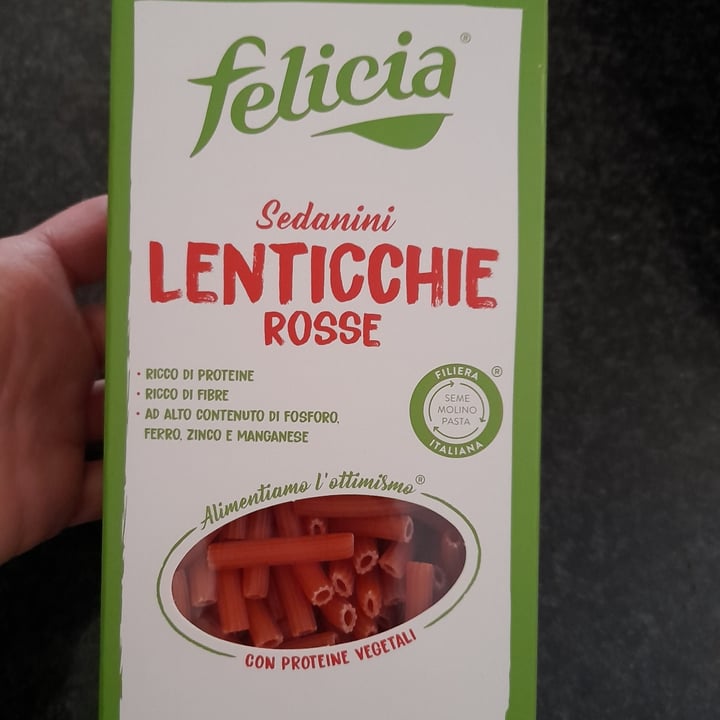 felicia®
Sedanini
LENTICCHIE
ROSSE
• RICCO DI PROTEINE
• RICCO DI FIBRE
• AD ALTO CONTENUTO DI FOSFORO,
FERRO, ZINCO E MANGANESE
FILIERA ®
SEME
MOLINO
PASTA
ITALIANA
Alimentiamo l'ottimismo®
CON PROTEINE VEGETALI